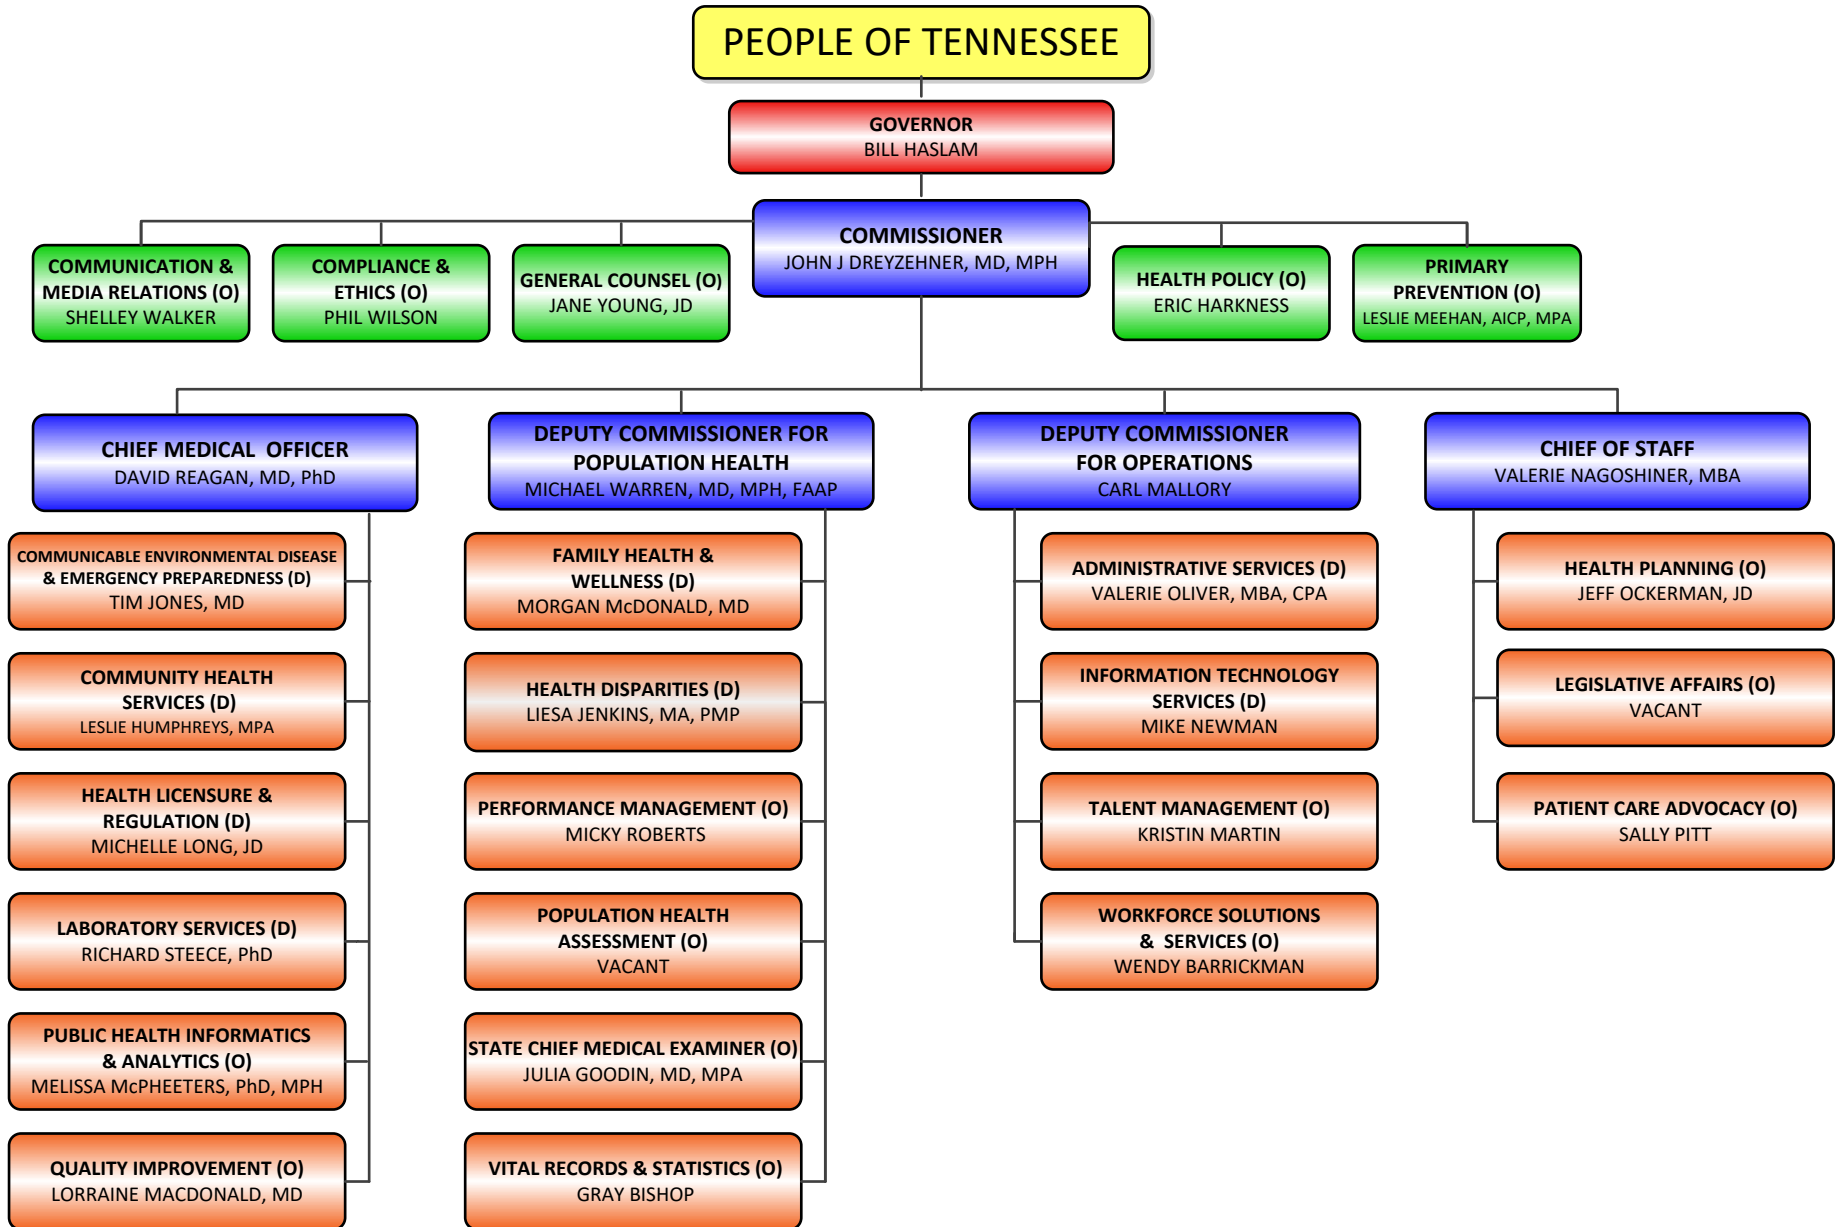 PEOPLE OF TENNESSEE
GOVERNOR
BILL HASLAM
COMMISSIONER
JOHN J DREYZEHNER, MD, MPH
COMMUNICATION &
MEDIA RELATIONS (O)
SHELLEY WALKER
COMPLIANCE &
ETHICS (O)
PHIL WILSON
GENERAL COUNSEL (O)
JANE YOUNG, JD
HEALTH POLICY (O)
ERIC HARKNESS
PRIMARY
PREVENTION (O)
LESLIE MEEHAN, AICP, MPA
CHIEF MEDICAL OFFICER
DAVID REAGAN, MD, PhD
COMMUNICABLE ENVIRONMENTAL DISEASE
& EMERGENCY PREPAREDNESS (D)
TIM JONES, MD
COMMUNITY HEALTH
SERVICES (D)
LESLIE HUMPHREYS, MPA
HEALTH LICENSURE &
REGULATION (D)
MICHELLE LONG, JD
LABORATORY SERVICES (D)
RICHARD STEECE, PhD
PUBLIC HEALTH INFORMATICS
& ANALYTICS (O)
MELISSA McPHEETERS, PhD, MPH
QUALITY IMPROVEMENT (O)
LORRAINE MACDONALD, MD
DEPUTY COMMISSIONER FOR
POPULATION HEALTH
MICHAEL WARREN, MD, MPH, FAAP
FAMILY HEALTH &
WELLNESS (D)
MORGAN McDONALD, MD
HEALTH DISPARITIES (D)
LIESA JENKINS, MA, PMP
PERFORMANCE MANAGEMENT (O)
MICKY ROBERTS
POPULATION HEALTH
ASSESSMENT (O)
VACANT
STATE CHIEF MEDICAL EXAMINER (O)
JULIA GOODIN, MD, MPA
VITAL RECORDS & STATISTICS (O)
GRAY BISHOP
DEPUTY COMMISSIONER
FOR OPERATIONS
CARL MALLORY
ADMINISTRATIVE SERVICES (D)
VALERIE OLIVER, MBA, CPA
INFORMATION TECHNOLOGY
SERVICES (D)
MIKE NEWMAN
TALENT MANAGEMENT (O)
KRISTIN MARTIN
WORKFORCE SOLUTIONS
& SERVICES (O)
WENDY BARRICKMAN
CHIEF OF STAFF
VALERIE NAGOSHINER, MBA
HEALTH PLANNING (O)
JEFF OCKERMAN, JD
LEGISLATIVE AFFAIRS (O)
VACANT
PATIENT CARE ADVOCACY (O)
SALLY PITT